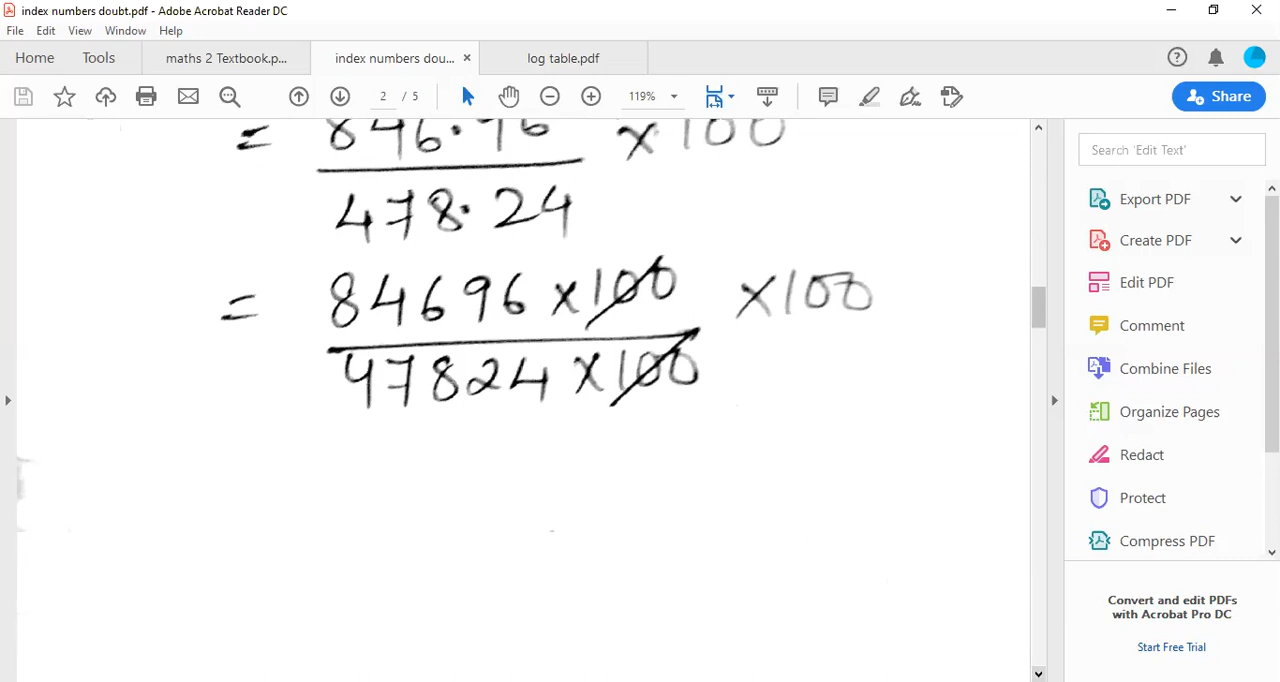 index numbers doubt.pdf - Adobe Acrobat Reader DC
File Edit View Window Help
Home Tools maths 2 Textbook.p... index numbers dou... × log table.pdf
2 / 5 119% Share
= 846.96 × 100
478.24
= 84696 × 100 × 100
47824 × 100
Search 'Edit Text'
Export PDF
Create PDF
Edit PDF
Comment
Combine Files
Organize Pages
Redact
Protect
Compress PDF
Convert and edit PDFs
with Acrobat Pro DC
Start Free Trial